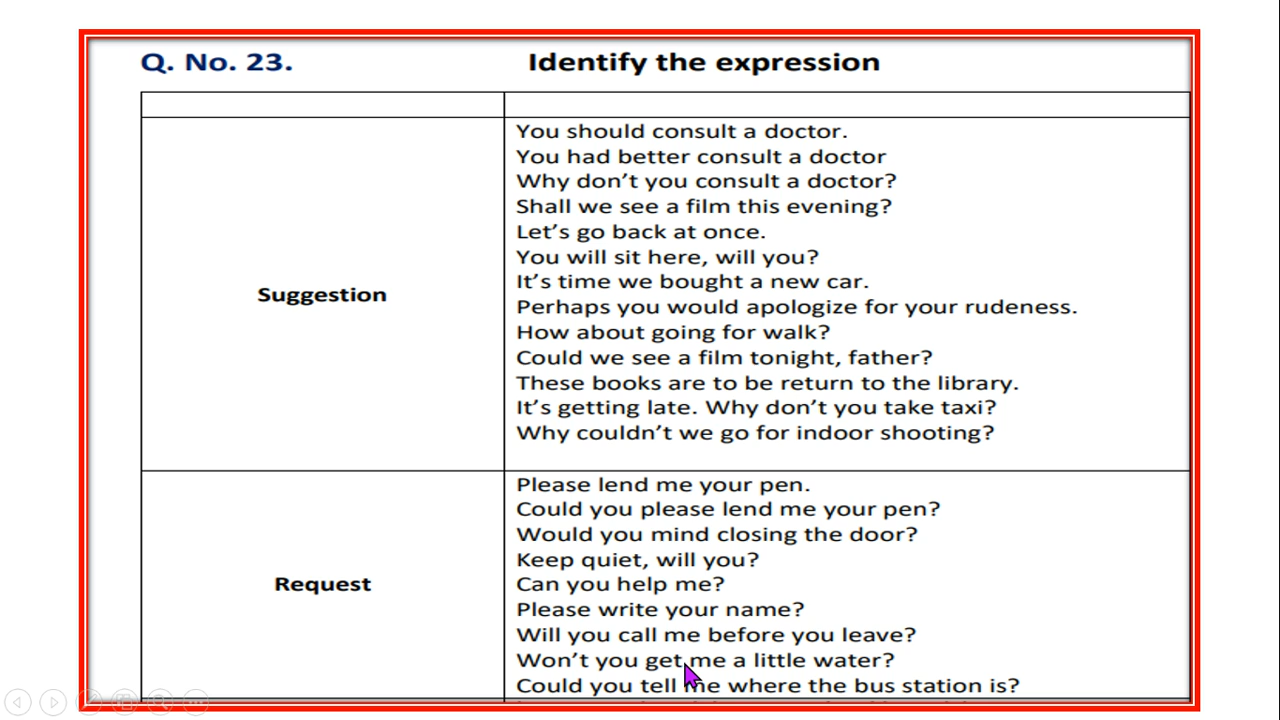 Q. No. 23. Identify the expression
Suggestion
You should consult a doctor.
You had better consult a doctor
Why don’t you consult a doctor?
Shall we see a film this evening?
Let’s go back at once.
You will sit here, will you?
It’s time we bought a new car.
Perhaps you would apologize for your rudeness.
How about going for walk?
Could we see a film tonight, father?
These books are to be return to the library.
It’s getting late. Why don’t you take taxi?
Why couldn’t we go for indoor shooting?
Request
Please lend me your pen.
Could you please lend me your pen?
Would you mind closing the door?
Keep quiet, will you?
Can you help me?
Please write your name?
Will you call me before you leave?
Won’t you get me a little water?
Could you tell me where the bus station is?